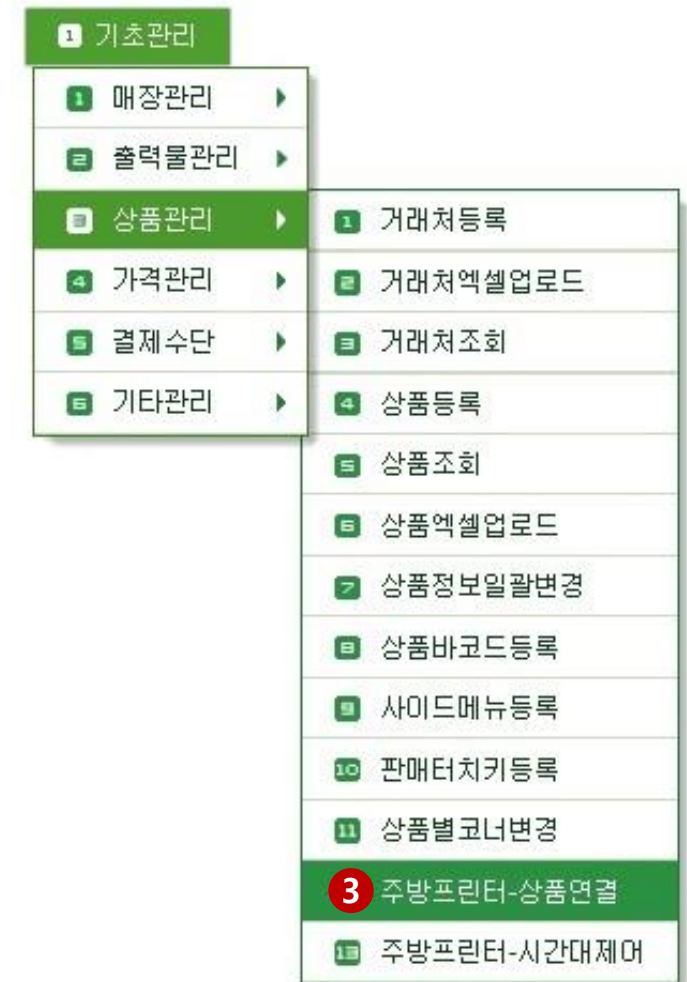 1 기초관리
1 매장관리
2 출력물관리
3 상품관리
4 가격관리
5 결제수단
6 기타관리
1 거래처등록
2 거래처엑셀업로드
3 거래처조회
4 상품등록
5 상품조회
6 상품엑셀업로드
7 상품정보일괄변경
8 상품바코드등록
9 사이드메뉴등록
10 판매터치키등록
11 상품별코너변경
3 주방프린터-상품연결
13 주방프린터-시간대제어